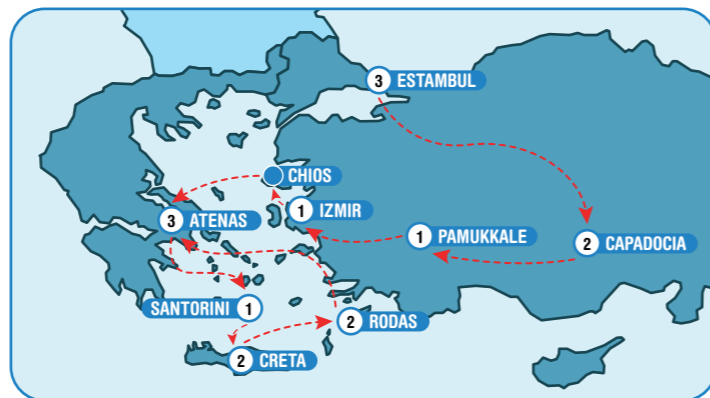 3 ESTAMBUL
CHIOS
1 IZMIR
3 ATENAS
1 PAMUKKALE
2 CAPADOCIA
SANTORINI 1
2 RODAS
2 CRETA